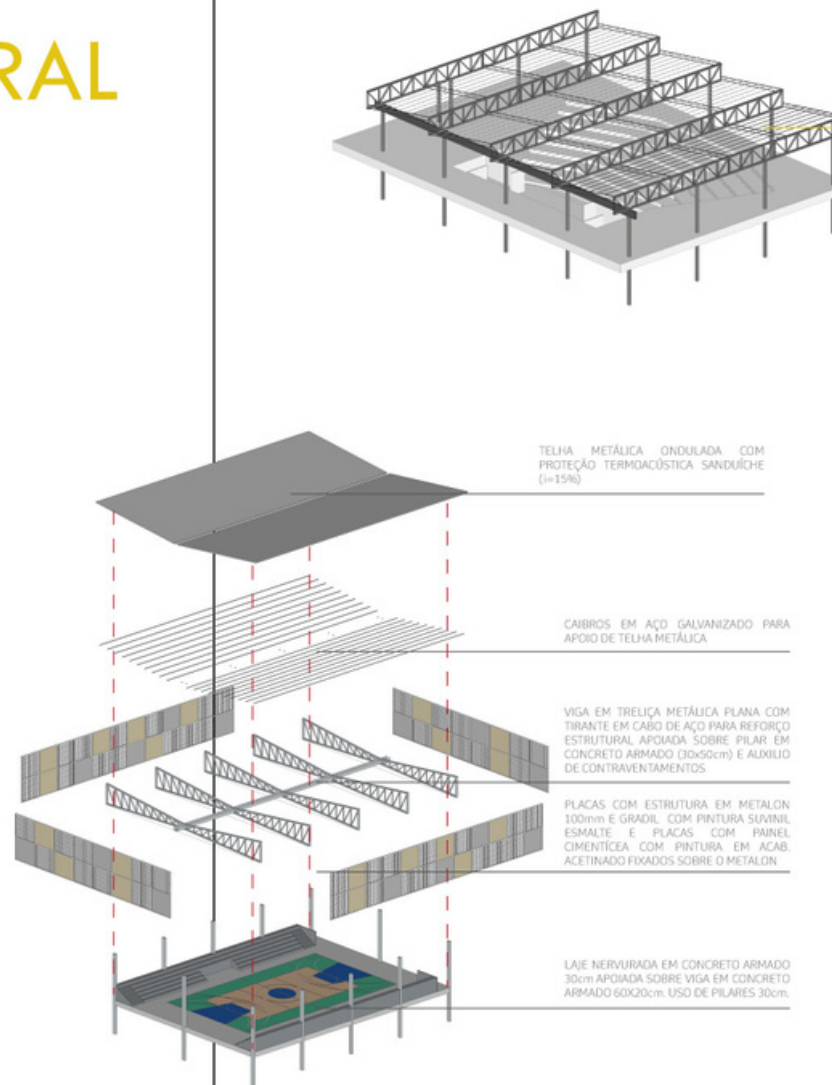 RAL
TELHA METÁLICA ONDULADA COM
PROTEÇÃO TERMOACÚSTICA SANDUÍCHE
(i=15%)
CAIBROS EM AÇO GALVANIZADO PARA
APOIO DE TELHA METÁLICA
VIGA EM TRELIÇA METÁLICA PLANA COM
TIRANTE EM CABO DE AÇO PARA REFORÇO
ESTRUTURAL APOIADA SOBRE PILAR EM
CONCRETO ARMADO (30x50cm) E AUXILIO
DE CONTRAVENTAMENTOS
PLACAS COM ESTRUTURA EM METALON
100mm E GRADIL COM PINTURA SUVINIL
ESMALTE E PLACAS COM PAINEL
CIMENTÍCEA COM PINTURA EM ACAB.
ACETINADO FIXADOS SOBRE O METALON
LAJE NERVURADA EM CONCRETO ARMADO
30cm APOIADA SOBRE VIGA EM CONCRETO
ARMADO 60X20cm. USO DE PILARES 30cm.